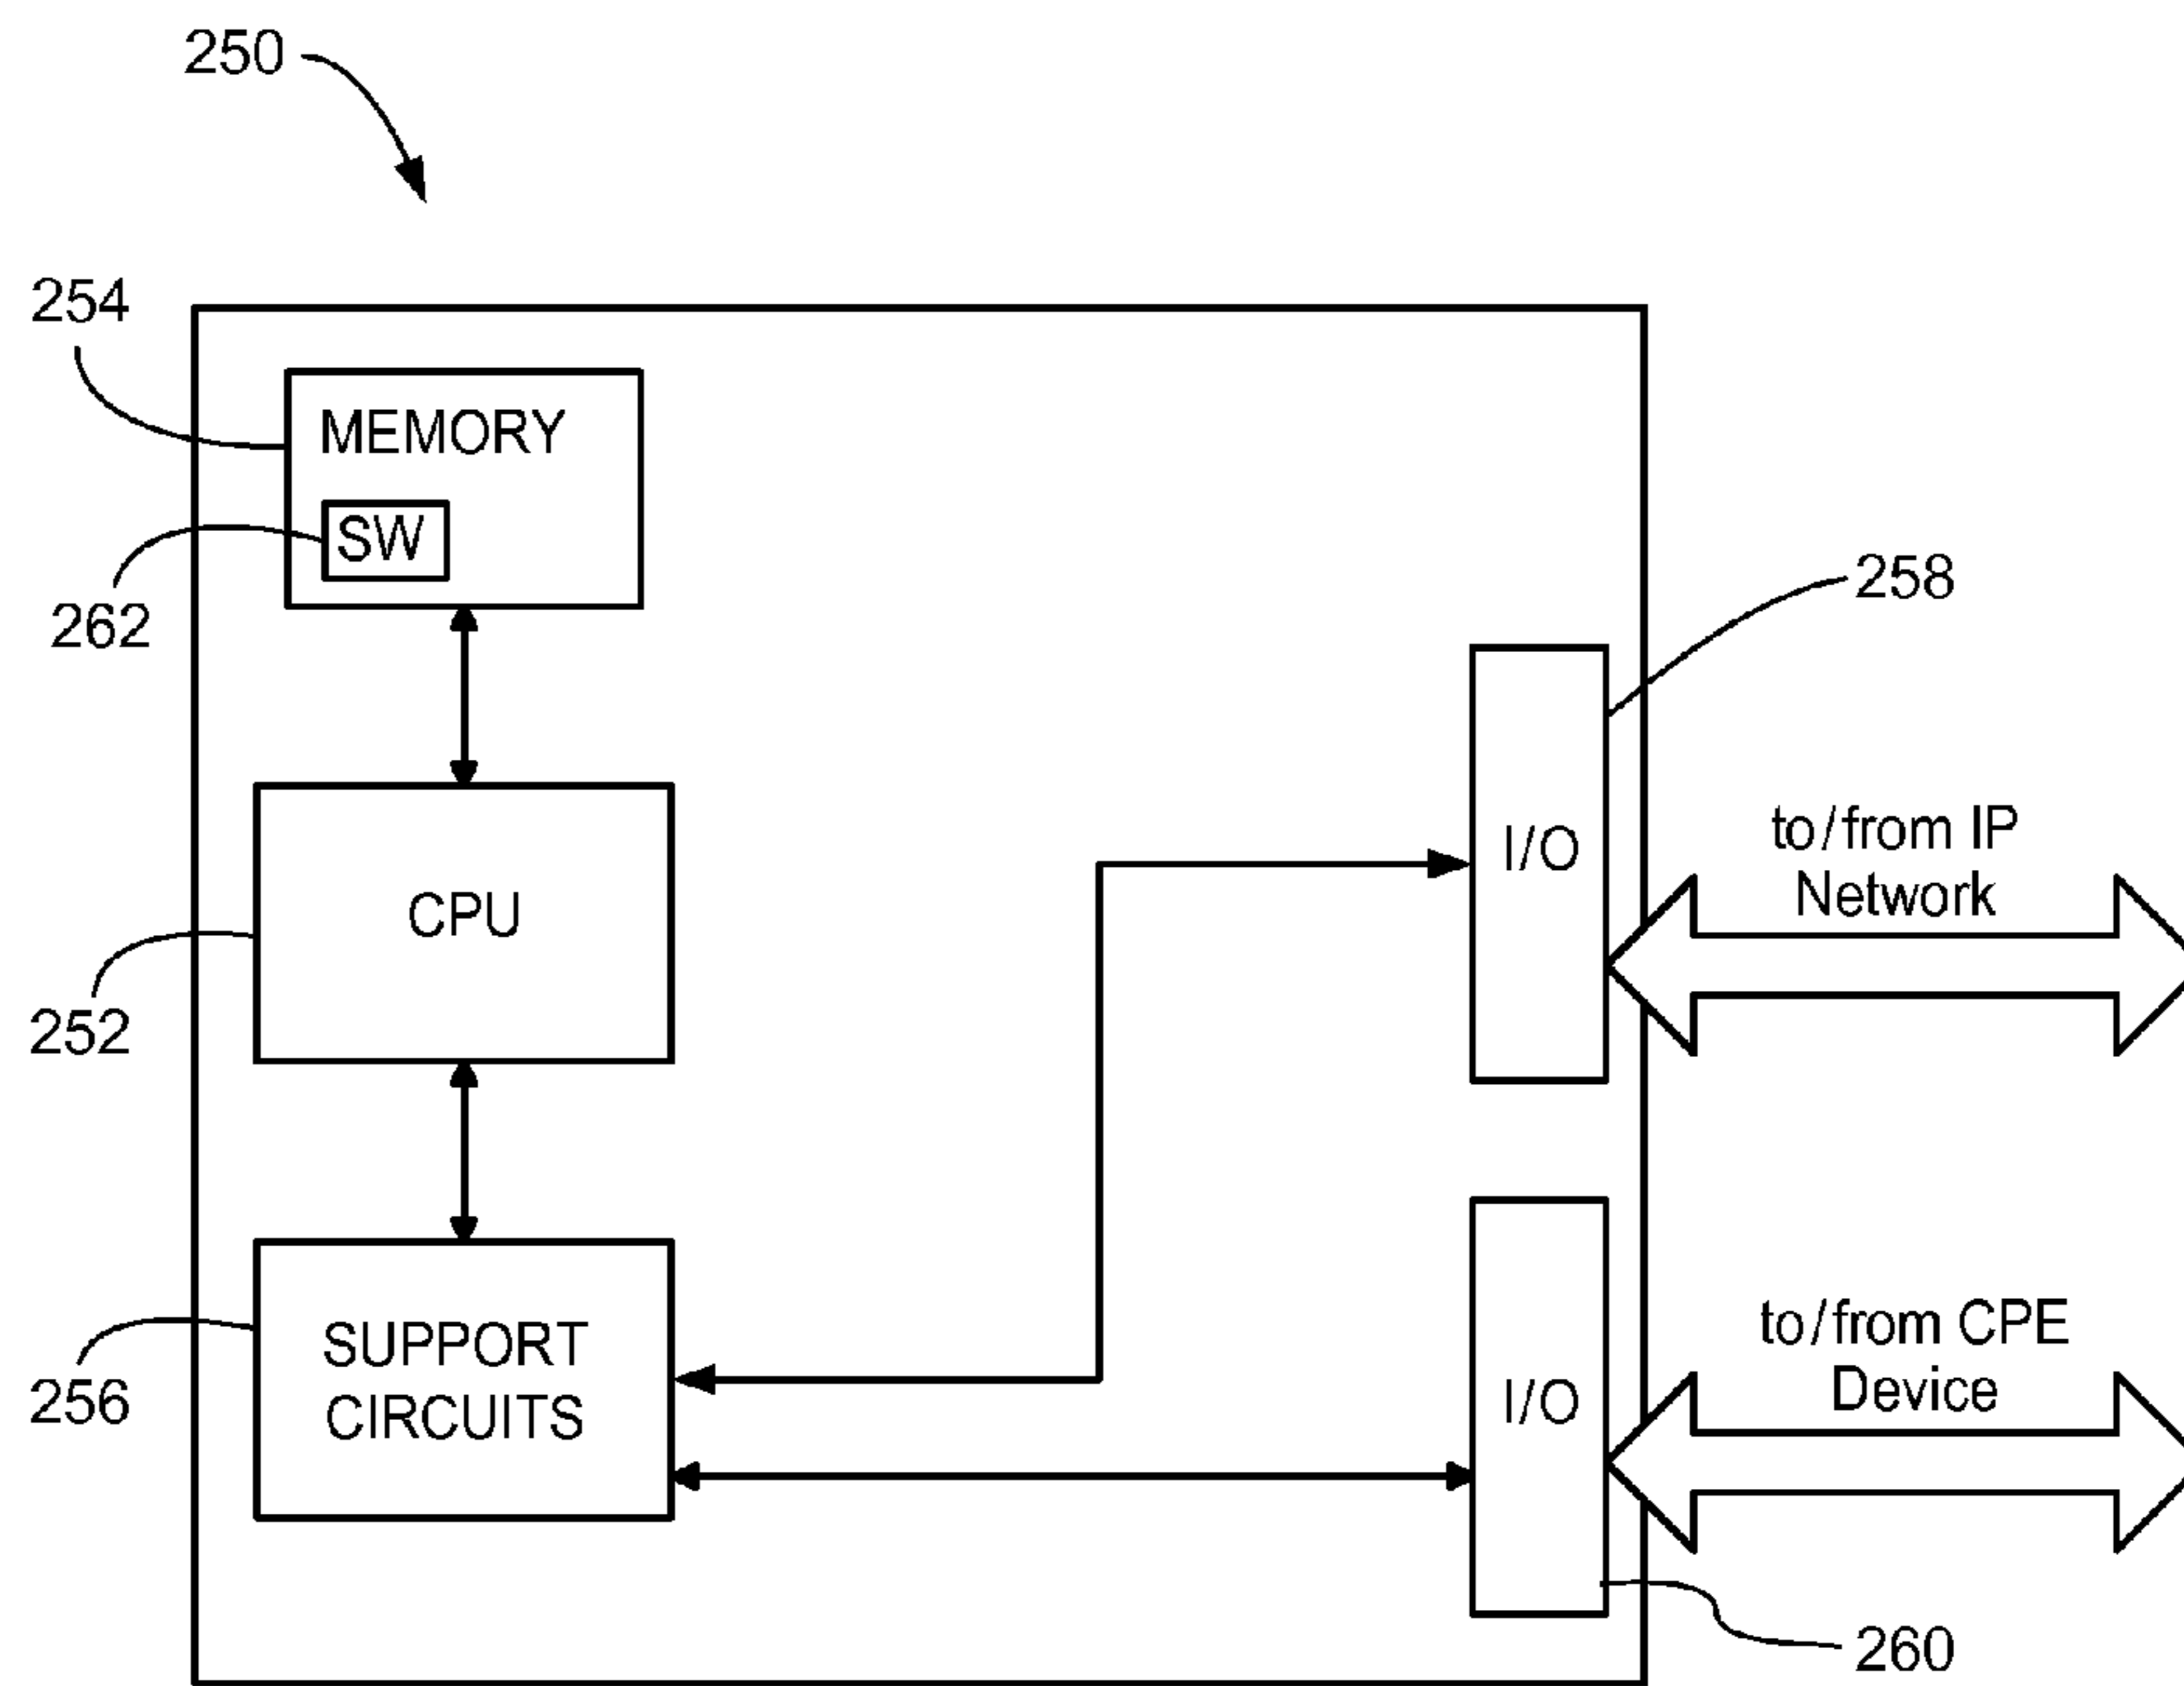 250
254
MEMORY
SW
262
258
I/O
to/from IP
Network
CPU
252
SUPPORT
CIRCUITS
256
I/O
to/from CPE
Device
260